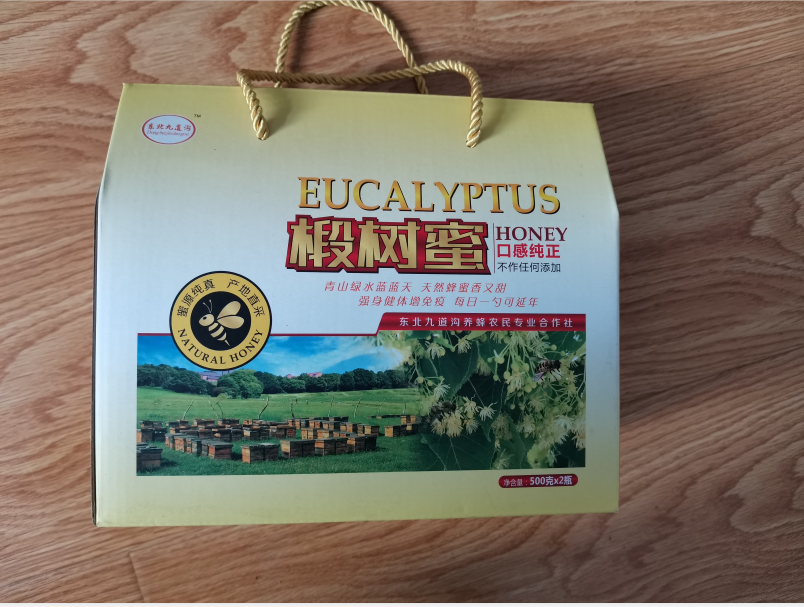 东北九道沟
TM
EUCALYPTUS
椴树蜜
HONEY
口感纯正
不作任何添加
青山绿水蓝蓝天 天然蜂蜜香又甜
强身健体增免疫 每日一勺可延年
蜜源纯真 产地直采
NATURAL HONEY
东北九道沟养蜂农民专业合作社
净含量:500克x2瓶